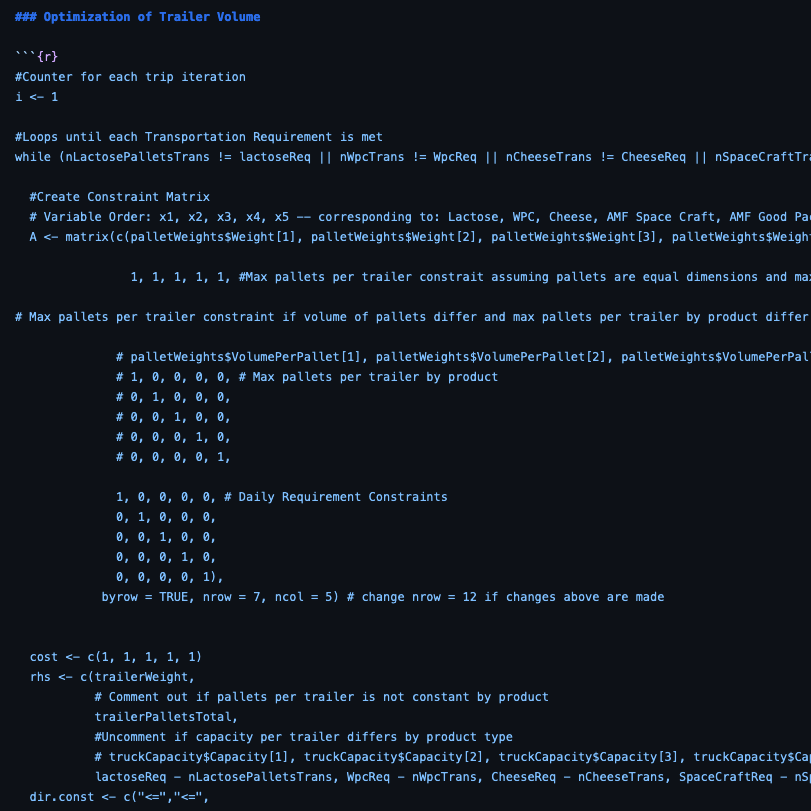 ### Optimization of Trailer Volume
```{r}
#Counter for each trip iteration
i <- 1
#Loops until each Transportation Requirement is met
while (nLactosePalletsTrans != lactoseReq || nWpcTrans != WpcReq || nCheeseTrans != CheeseReq || nSpaceCraftTra
#Create Constraint Matrix
# Variable Order: x1, x2, x3, x4, x5 -- corresponding to: Lactose, WPC, Cheese, AMF Space Craft, AMF Good Pa
A <- matrix(c(palletWeights$Weight[1], palletWeights$Weight[2], palletWeights$Weight[3], palletWeights$Weigh
1, 1, 1, 1, 1, #Max pallets per trailer constrait assuming pallets are equal dimensions and max
# Max pallets per trailer constraint if volume of pallets differ and max pallets per trailer by product differ
# palletWeights$VolumePerPallet[1], palletWeights$VolumePerPallet[2], palletWeights$VolumePerPal
# 1, 0, 0, 0, 0, # Max pallets per trailer by product
# 0, 1, 0, 0, 0,
# 0, 0, 1, 0, 0,
# 0, 0, 0, 1, 0,
# 0, 0, 0, 0, 1,
1, 0, 0, 0, 0, # Daily Requirement Constraints
0, 1, 0, 0, 0,
0, 0, 1, 0, 0,
0, 0, 0, 1, 0,
0, 0, 0, 0, 1),
byrow = TRUE, nrow = 7, ncol = 5) # change nrow = 12 if changes above are made
cost <- c(1, 1, 1, 1, 1)
rhs <- c(trailerWeight,
# Comment out if pallets per trailer is not constant by product
trailerPalletsTotal,
#Uncomment if capacity per trailer differs by product type
# truckCapacity$Capacity[1], truckCapacity$Capacity[2], truckCapacity$Capacity[3], truckCapacity$Ca
lactoseReq - nLactosePalletsTrans, WpcReq - nWpcTrans, CheeseReq - nCheeseTrans, SpaceCraftReq - nS
dir.const <- c("<=","<=",